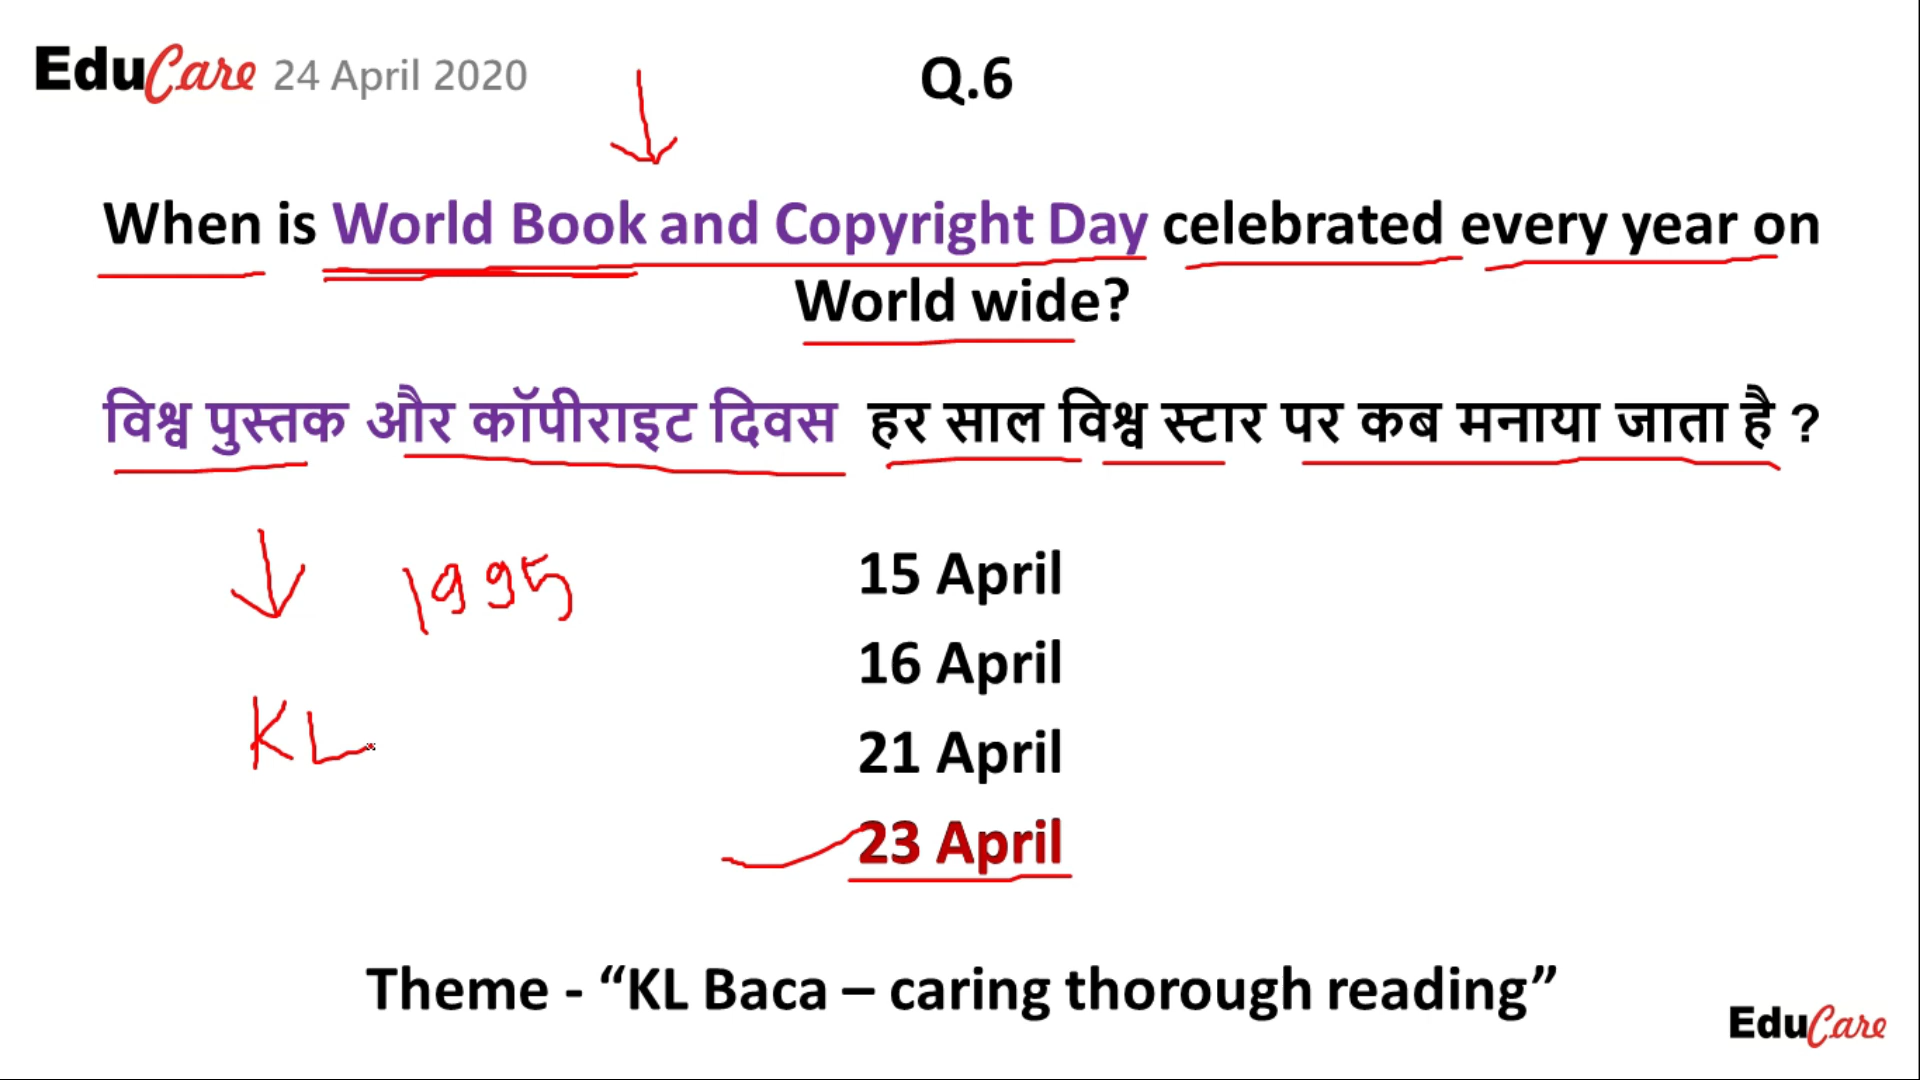 EduCare 24 April 2020
Q.6
When is World Book and Copyright Day celebrated every year on
World wide?
विश्व पुस्तक और कॉपीराइट दिवस हर साल विश्व स्टार पर कब मनाया जाता है ?
1995
15 April
16 April
KL
21 April
23 April
Theme - “KL Baca – caring thorough reading”
EduCare